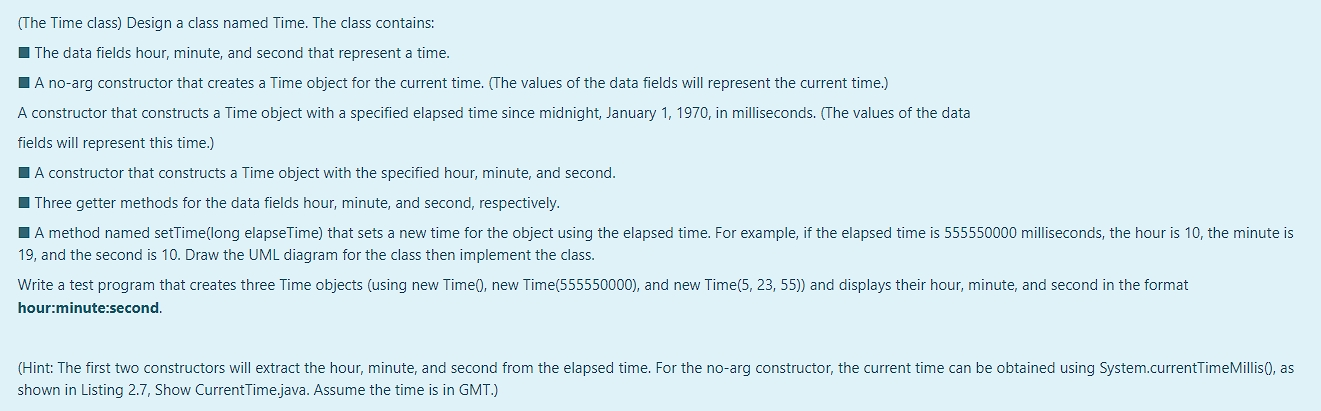 (The Time class) Design a class named Time. The class contains:
■ The data fields hour, minute, and second that represent a time.
■ A no-arg constructor that creates a Time object for the current time. (The values of the data fields will represent the current time.)
A constructor that constructs a Time object with a specified elapsed time since midnight, January 1, 1970, in milliseconds. (The values of the data
fields will represent this time.)
■ A constructor that constructs a Time object with the specified hour, minute, and second.
■ Three getter methods for the data fields hour, minute, and second, respectively.
■ A method named setTime(long elapseTime) that sets a new time for the object using the elapsed time. For example, if the elapsed time is 555550000 milliseconds, the hour is 10, the minute is
19, and the second is 10. Draw the UML diagram for the class then implement the class.
Write a test program that creates three Time objects (using new Time(), new Time(555550000), and new Time(5, 23, 55)) and displays their hour, minute, and second in the format
hour:minute:second.
(Hint: The first two constructors will extract the hour, minute, and second from the elapsed time. For the no-arg constructor, the current time can be obtained using System.currentTimeMillis(), as
shown in Listing 2.7, Show CurrentTime.java. Assume the time is in GMT.)